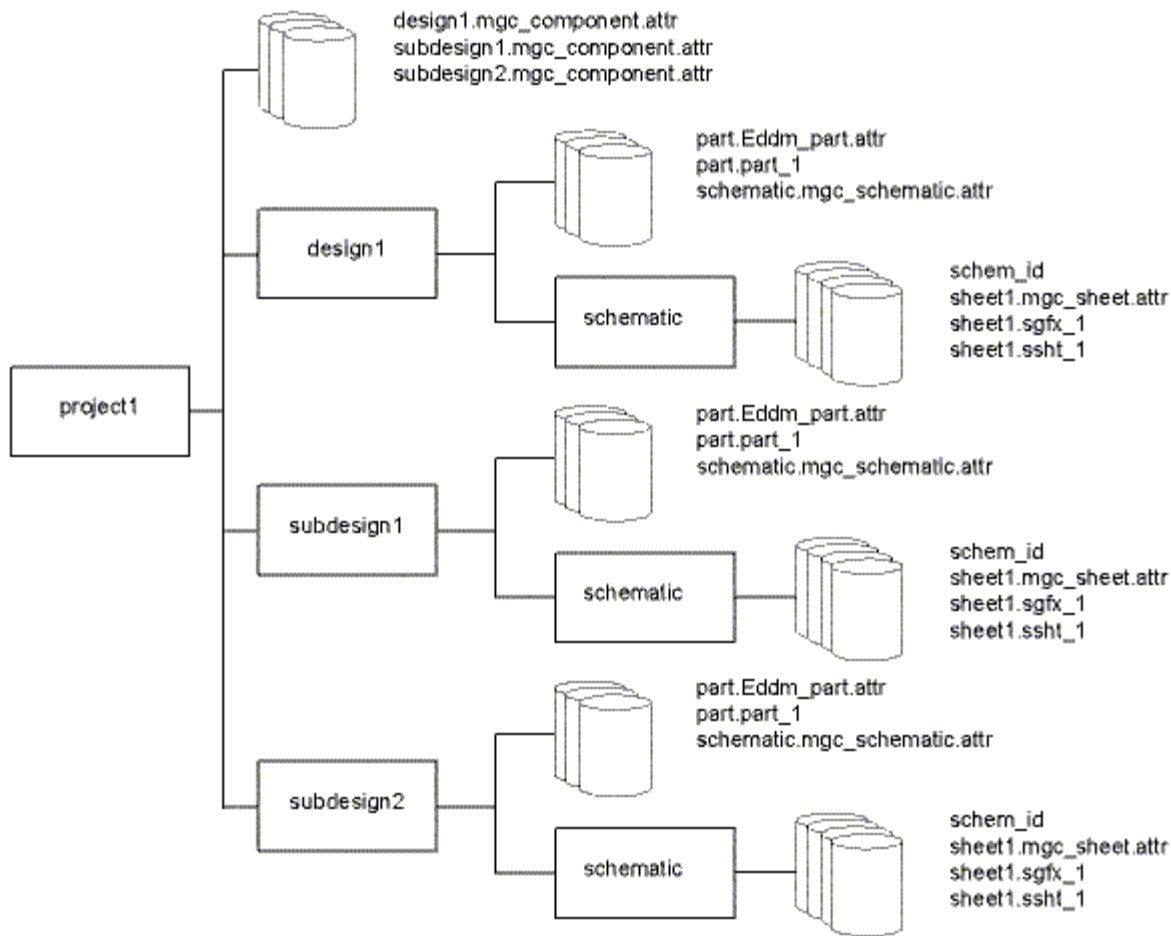 design1.mgc_component.attr
subdesign1.mgc_component.attr
subdesign2.mgc_component.attr
part.Eddm_part.attr
part.part_1
schematic.mgc_schematic.attr
design1
schem_id
sheet1.mgc_sheet.attr
sheet1.sgfx_1
sheet1.ssht_1
schematic
project1
part.Eddm_part.attr
part.part_1
schematic.mgc_schematic.attr
subdesign1
schem_id
sheet1.mgc_sheet.attr
sheet1.sgfx_1
sheet1.ssht_1
schematic
part.Eddm_part.attr
part.part_1
schematic.mgc_schematic.attr
subdesign2
schem_id
sheet1.mgc_sheet.attr
sheet1.sgfx_1
sheet1.ssht_1
schematic